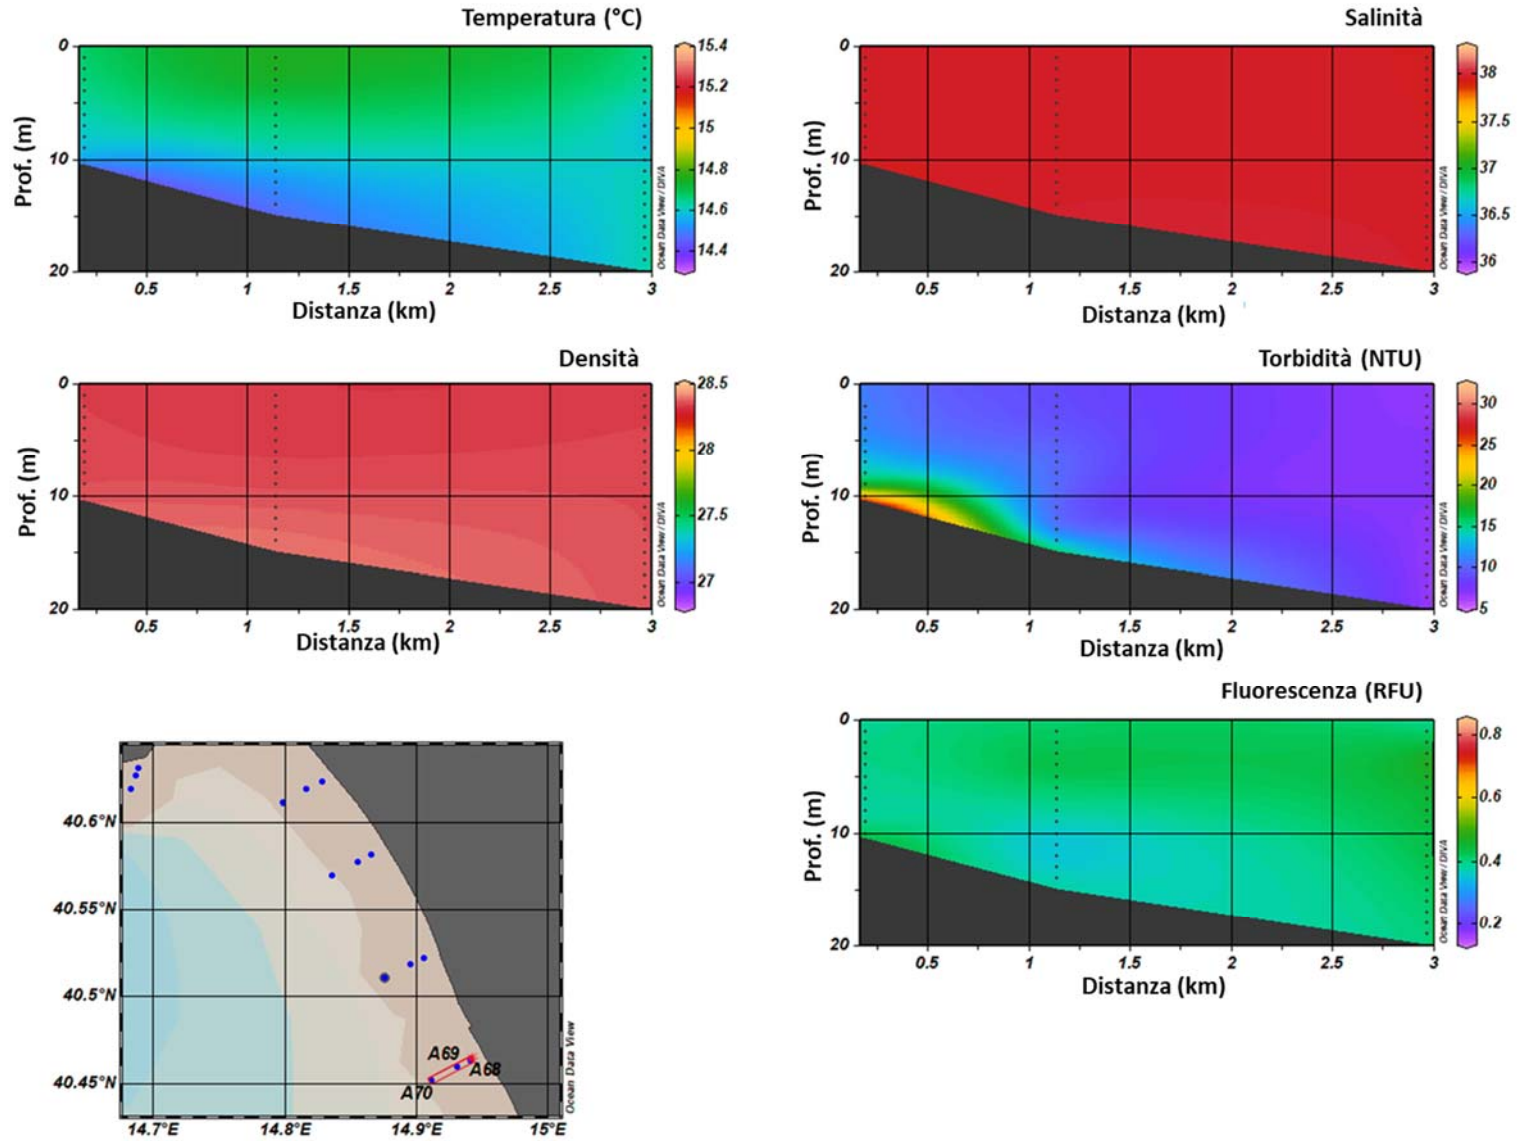 Temperatura (°C)
0
10
20
Prof. (m)
0.5 1 1.5 2 2.5 3
Distanza (km)
15.4
15.2
15
14.8
14.6
14.4
Ocean Data View / DIVA
Salinità
0
10
20
Prof. (m)
0.5 1 1.5 2 2.5 3
Distanza (km)
38
37.5
37
36.5
36
Ocean Data View / DIVA
Densità
0
10
20
Prof. (m)
0.5 1 1.5 2 2.5 3
Distanza (km)
28.5
28
27.5
27
Ocean Data View / DIVA
Torbidità (NTU)
0
10
20
Prof. (m)
0.5 1 1.5 2 2.5 3
Distanza (km)
30
25
20
15
10
5
Ocean Data View / DIVA
Fluorescenza (RFU)
0
10
20
Prof. (m)
0.5 1 1.5 2 2.5 3
Distanza (km)
0.8
0.6
0.4
0.2
Ocean Data View / DIVA
40.6°N
40.55°N
40.5°N
40.45°N
A69
A68
A70
14.7°E 14.8°E 14.9°E 15°E
Ocean Data View